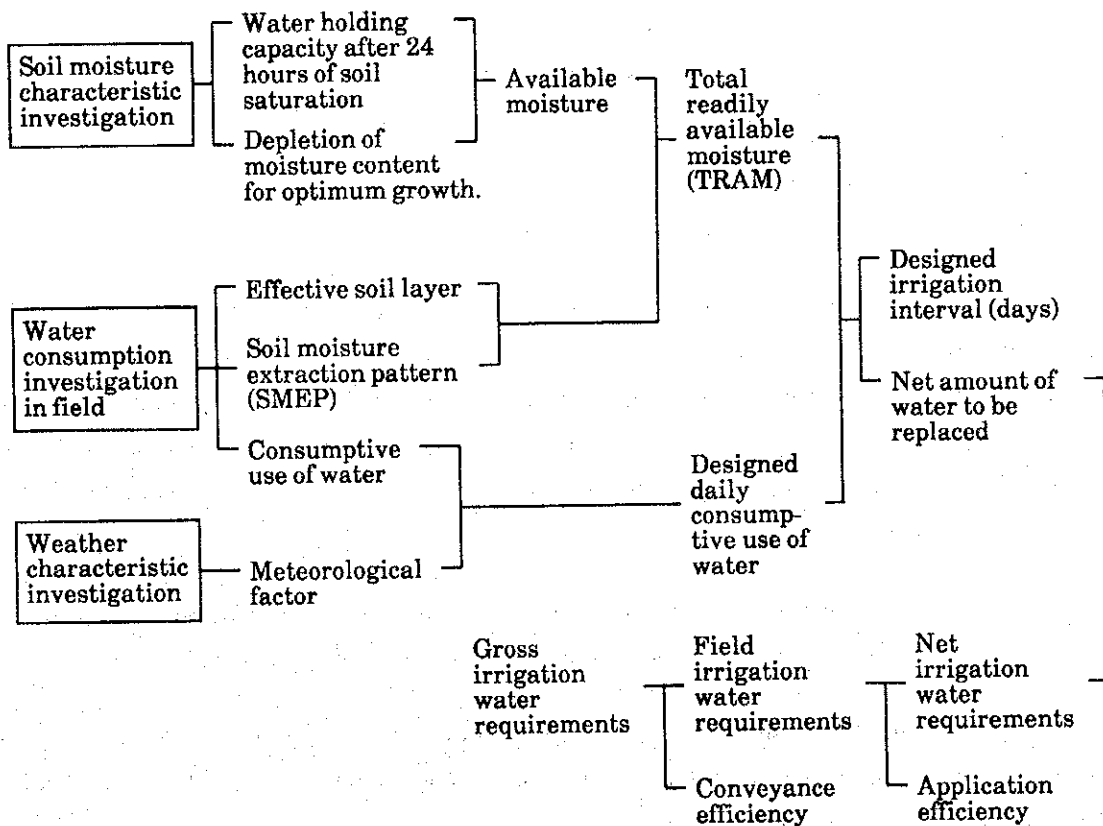 Soil moisture
characteristic
investigation
Water holding
capacity after 24
hours of soil
saturation
Depletion of
moisture content
for optimum growth.
Available
moisture
Total
readily
available
moisture
(TRAM)
Water
consumption
investigation
in field
Effective soil layer
Soil moisture
extraction pattern
(SMEP)
Consumptive
use of water
Designed
irrigation
interval (days)
Net amount of
water to be
replaced
Weather
characteristic
investigation
Meteorological
factor
Designed
daily
consump-
tive use of
water
Gross
irrigation
water
requirements
Field
irrigation
water
requirements
Net
irrigation
water
requirements
Conveyance
efficiency
Application
efficiency